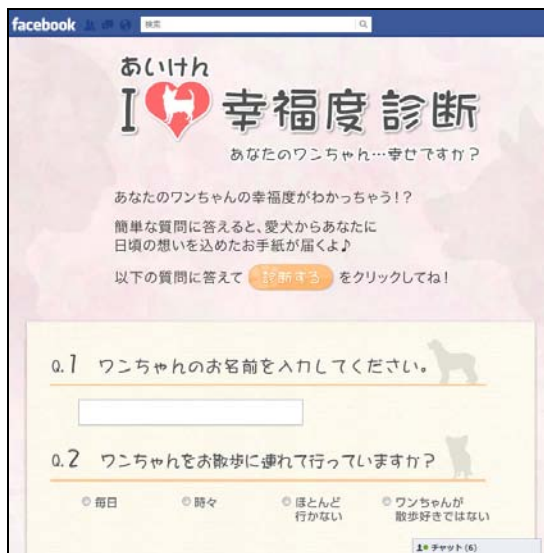 facebook 検索
あいけん
I 幸福度診断
あなたのワンちゃん…幸せですか?
あなたのワンちゃんの幸福度がわかっちゃう!?
簡単な質問に答えると、愛犬からあなたに
日頃の想いを込めたお手紙が届くよ♪
以下の質問に答えて 診断する をクリックしてね!
Q.1 ワンちゃんのお名前を入力してください。
Q.2 ワンちゃんをお散歩に連れて行っていますか?
毎日 時々 ほとんど ワンちゃんが
行かない 散歩好きではない
チャット (6)